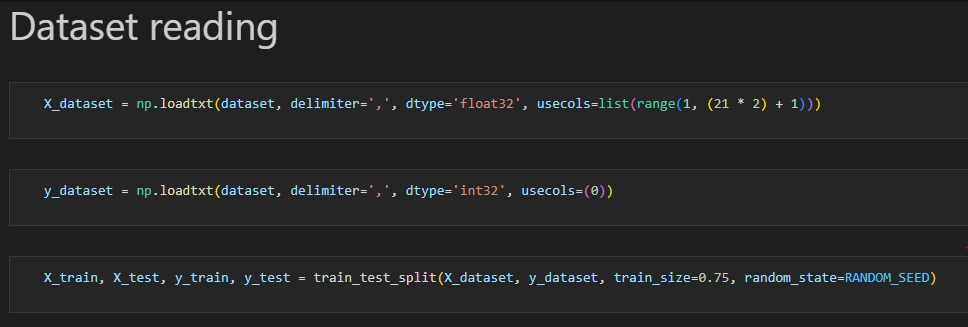 Dataset reading
X_dataset = np.loadtxt(dataset, delimiter=',', dtype='float32', usecols=list(range(1, (21 * 2) + 1)))
y_dataset = np.loadtxt(dataset, delimiter=',', dtype='int32', usecols=(0))
X_train, X_test, y_train, y_test = train_test_split(X_dataset, y_dataset, train_size=0.75, random_state=RANDOM_SEED)